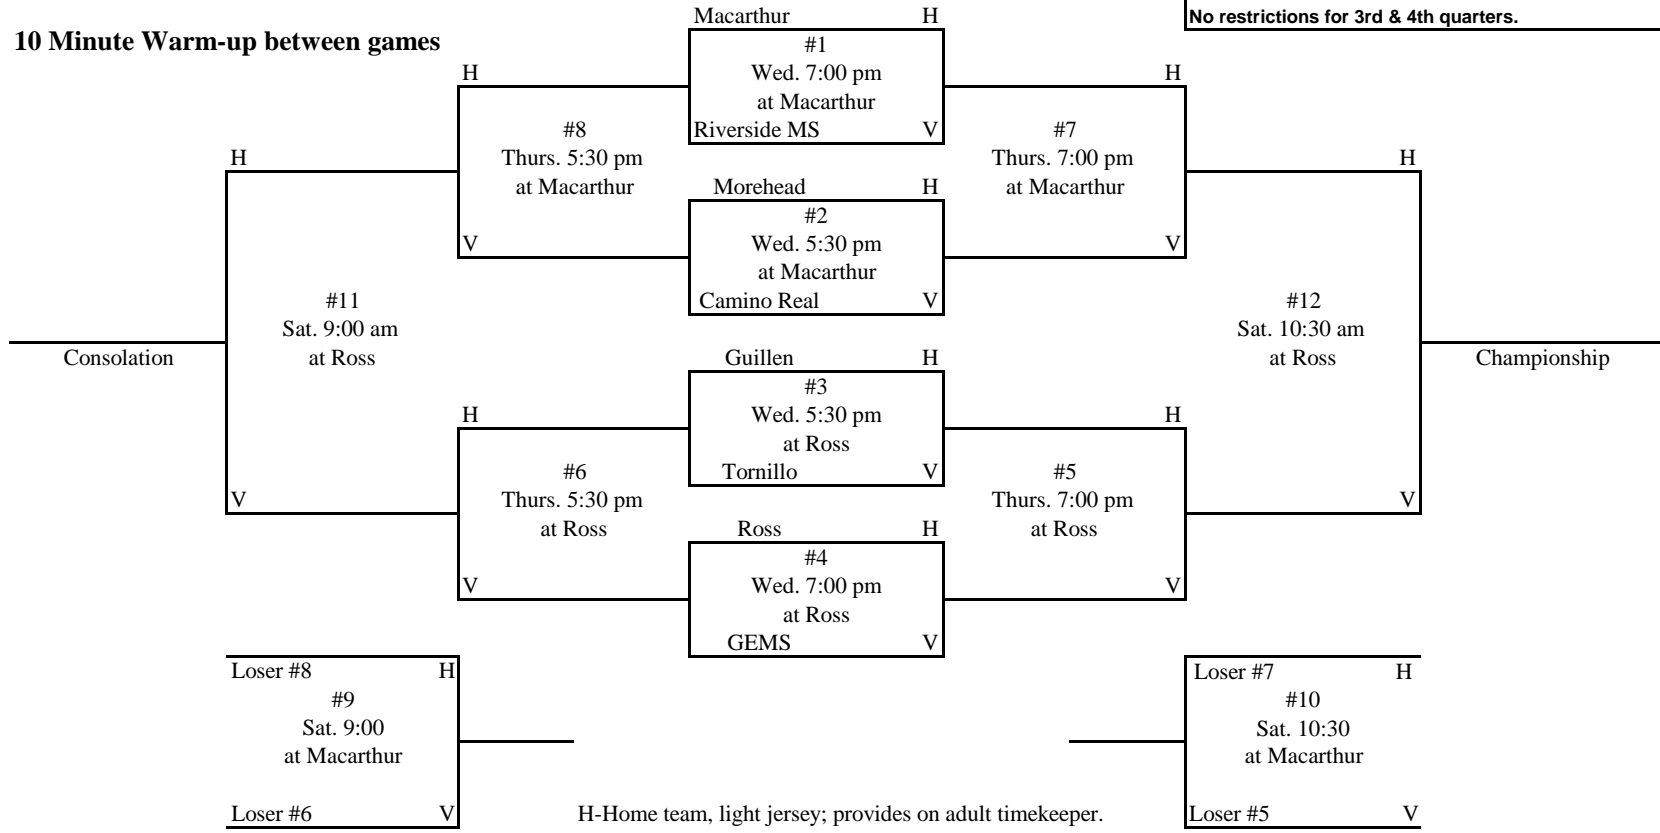 Macarthur H
No restrictions for 3rd & 4th quarters.
10 Minute Warm-up between games
#1
H Wed. 7:00 pm H
at Macarthur
#8 Riverside MS V #7
H Thurs. 5:30 pm Thurs. 7:00 pm H
at Macarthur Morehead H at Macarthur
#2
V Wed. 5:30 pm V
at Macarthur
#11 Camino Real V #12
Sat. 9:00 am Sat. 10:30 am
Consolation at Ross Guillen H at Ross Championship
#3
H Wed. 5:30 pm H
at Ross
#6 Tornillo V #5
V Thurs. 5:30 pm Thurs. 7:00 pm V
at Ross Ross H at Ross
#4
V Wed. 7:00 pm V
at Ross
GEMS V
Loser #8 H Loser #7 H
#9 #10
Sat. 9:00 Sat. 10:30
at Macarthur at Macarthur
Loser #6 V H-Home team, light jersey; provides on adult timekeeper. Loser #5 V